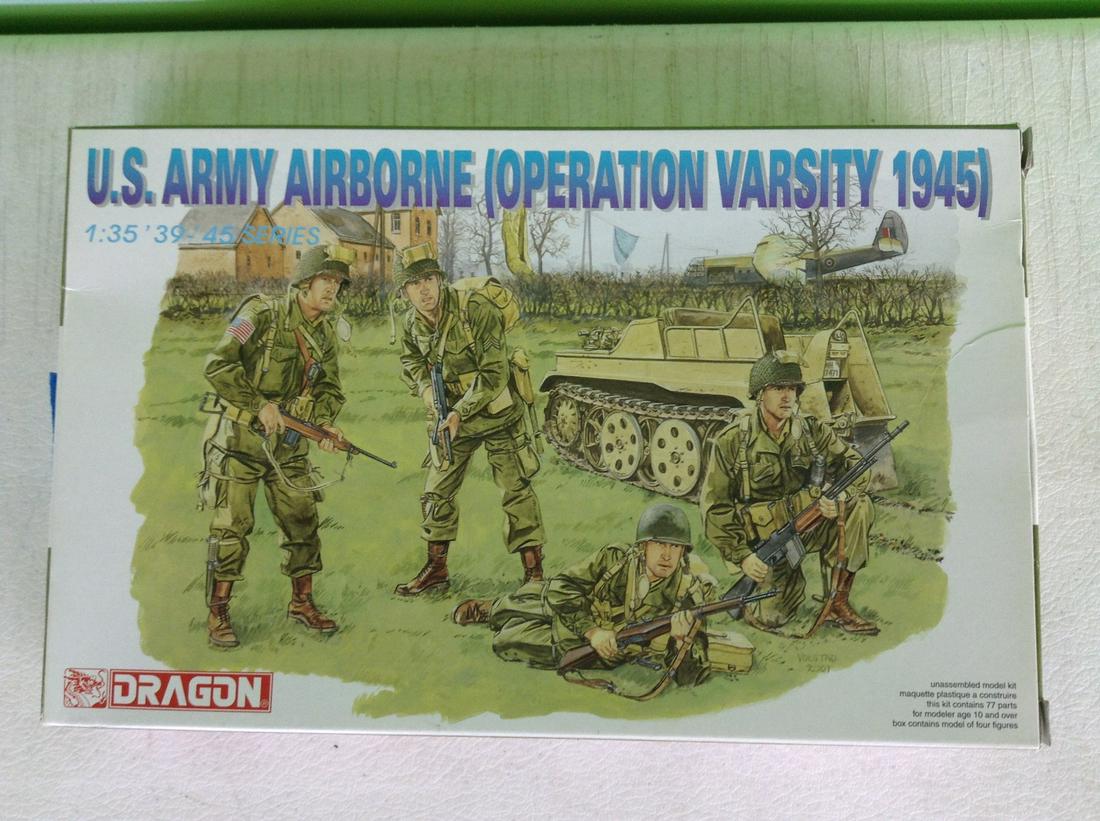 U.S. ARMY AIRBORNE (OPERATION VARSITY 1945)
1:35 '39-'45 SERIES
DRAGON
unassembled model kit
maquette plastique a construire
this kit contains 77 parts
for modeler age 10 and over
box contains model of four figures